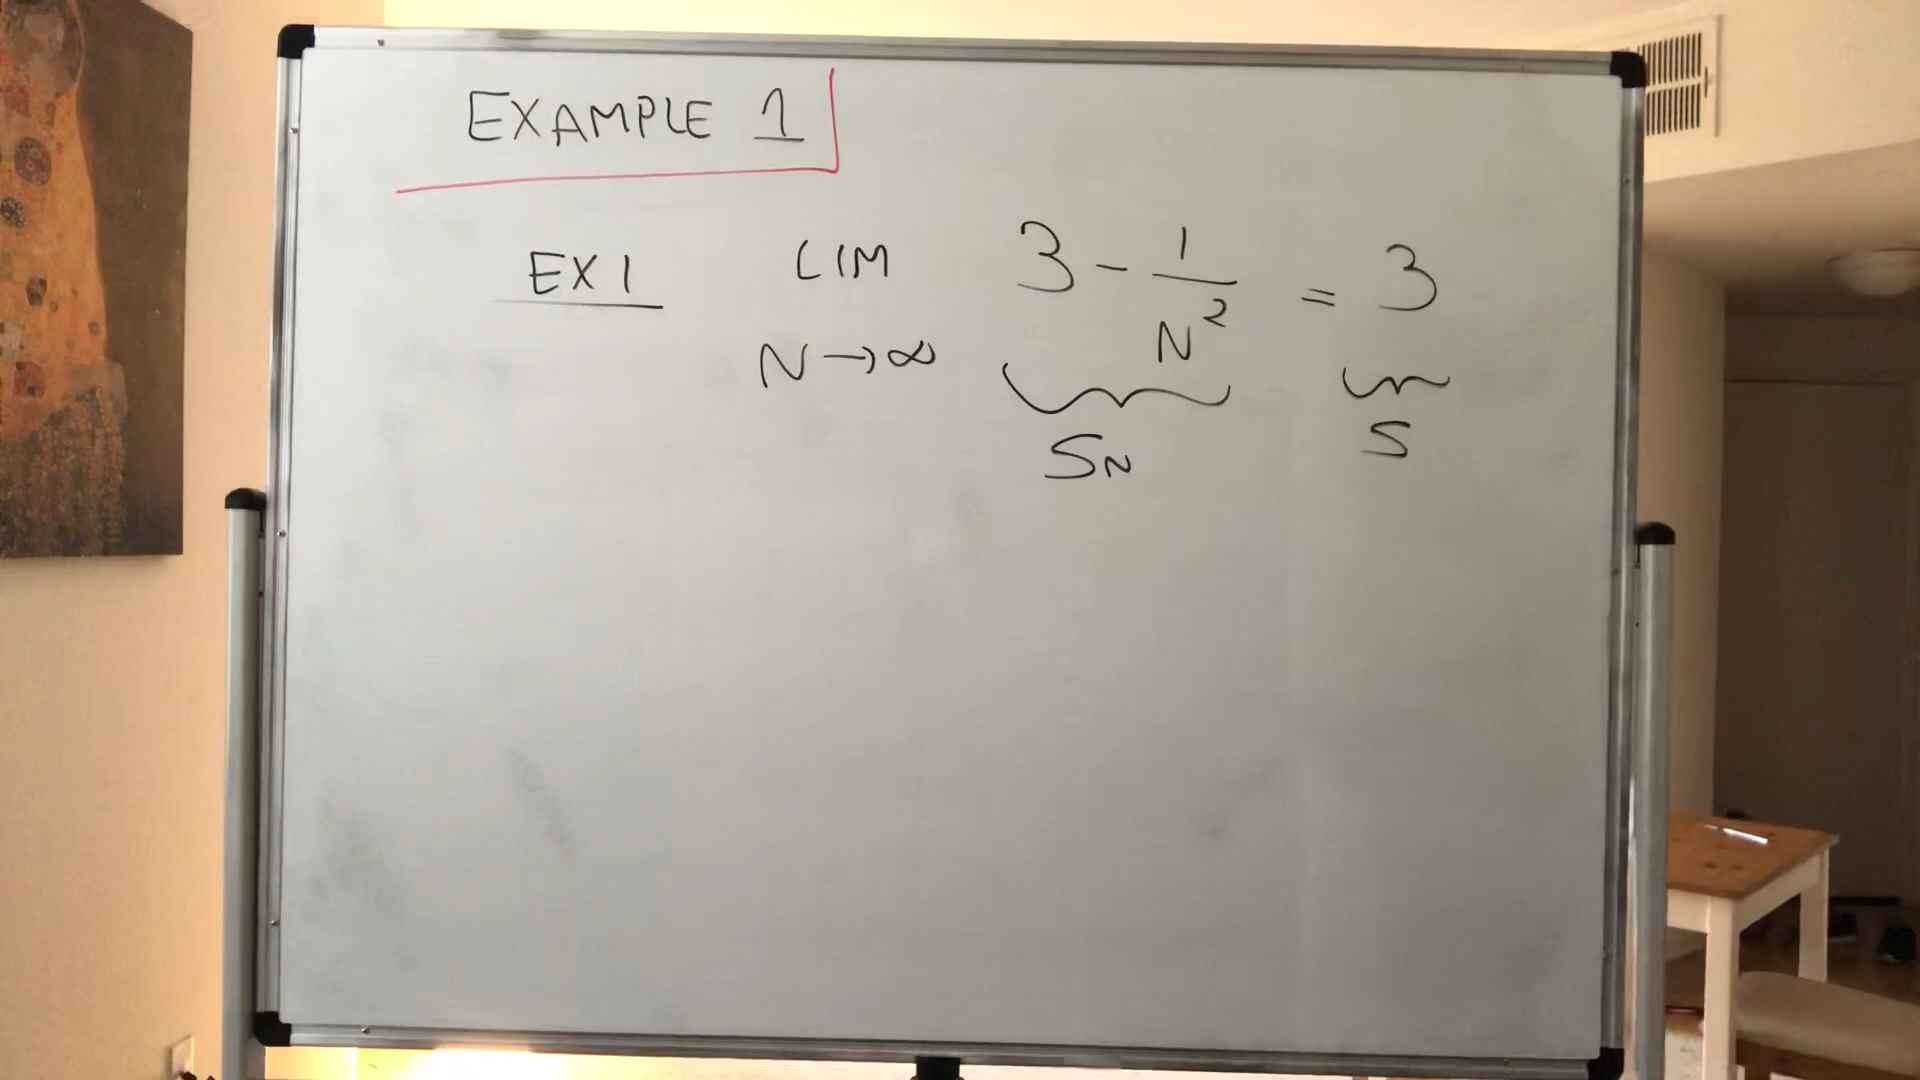 EXAMPLE 1
EX 1 LIM N→∞ 3 - 1/N² = 3
SN S